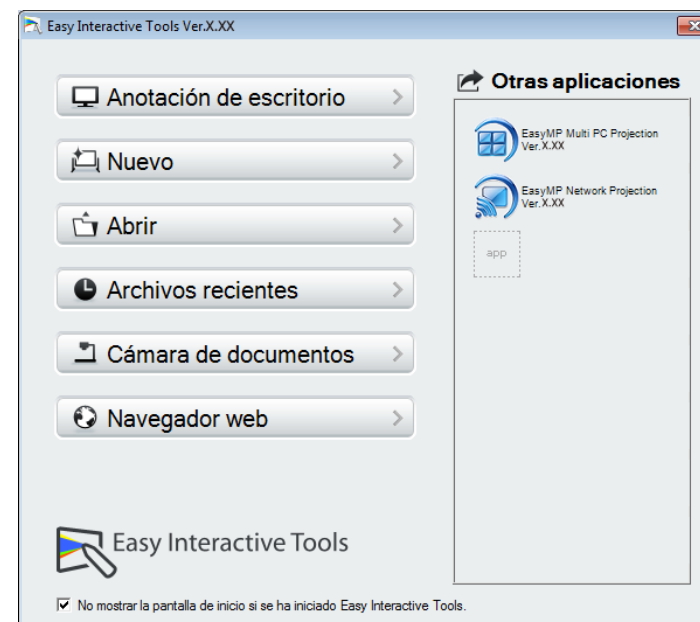 Easy Interactive Tools Ver.X.XX
Anotación de escritorio
Nuevo
Abrir
Archivos recientes
Cámara de documentos
Navegador web
Otras aplicaciones
EasyMP Multi PC Projection
Ver.X.XX
EasyMP Network Projection
Ver.X.XX
app
Easy Interactive Tools
No mostrar la pantalla de inicio si se ha iniciado Easy Interactive Tools.